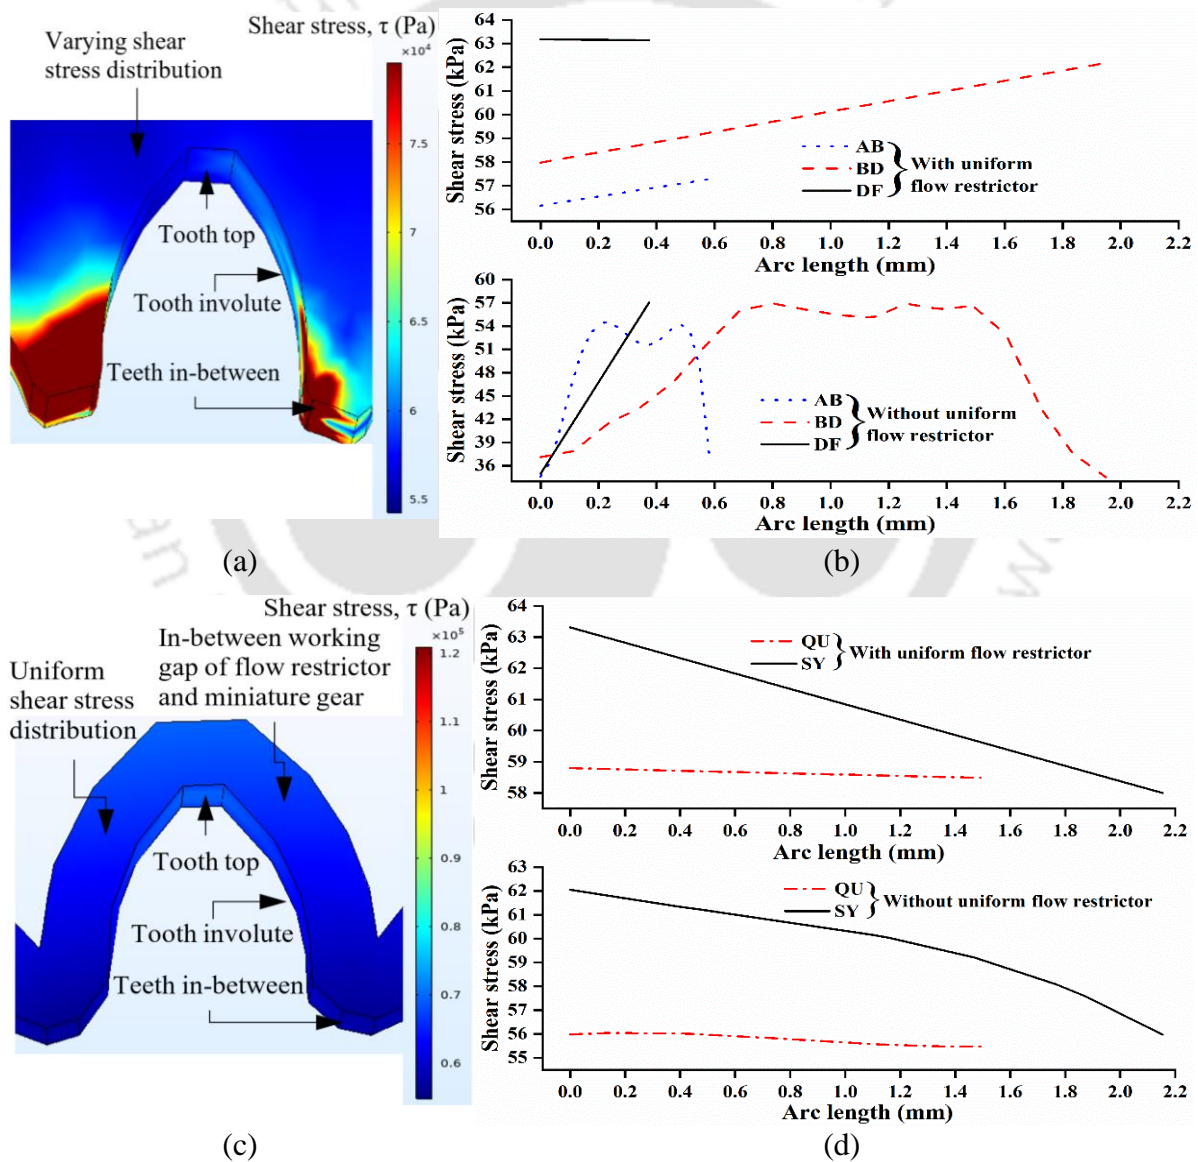 Shear stress, τ (Pa)
×10⁴
Varying shear
stress distribution
Tooth top
Tooth involute
Teeth in-between
8
7.5
7
6.5
6
5.5
(a)
Shear stress (kPa)
64
63
62
61
60
59
58
57
56
AB
BD
DF
With uniform
flow restrictor
0.0 0.2 0.4 0.6 0.8 1.0 1.2 1.4 1.6 1.8 2.0 2.2
Arc length (mm)
Shear stress (kPa)
60
57
54
51
48
45
42
39
36
AB
BD
DF
Without uniform
flow restrictor
0.0 0.2 0.4 0.6 0.8 1.0 1.2 1.4 1.6 1.8 2.0 2.2
Arc length (mm)
(b)
Shear stress, τ (Pa)
×10⁵
In-between working
gap of flow restrictor
and miniature gear
Uniform
shear stress
distribution
Tooth top
Tooth involute
Teeth in-between
1.2
1.1
1
0.9
0.8
0.7
0.6
(c)
Shear stress (kPa)
64
63
62
61
60
59
58
QU
SY
With uniform flow restrictor
0.0 0.2 0.4 0.6 0.8 1.0 1.2 1.4 1.6 1.8 2.0 2.2
Arc length (mm)
Shear stress (kPa)
63
62
61
60
59
58
57
56
55
QU
SY
Without uniform flow restrictor
0.0 0.2 0.4 0.6 0.8 1.0 1.2 1.4 1.6 1.8 2.0 2.2
Arc length (mm)
(d)